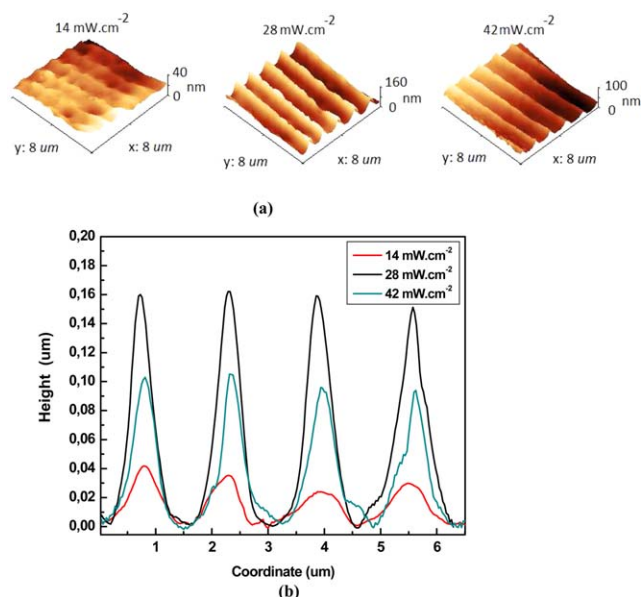 14 mW.cm-2
28 mW.cm-2
42 mW.cm-2
40
0
nm
y: 8 um
x: 8 um
160
0
nm
y: 8 um
x: 8 um
100
0
nm
y: 8 um
x: 8 um
(a)
0,20
0,18
0,16
0,14
0,12
0,10
0,08
0,06
0,04
0,02
0,00
Height (um)
14 mW.cm-2
28 mW.cm-2
42 mW.cm-2
1 2 3 4 5 6
Coordinate (um)
(b)